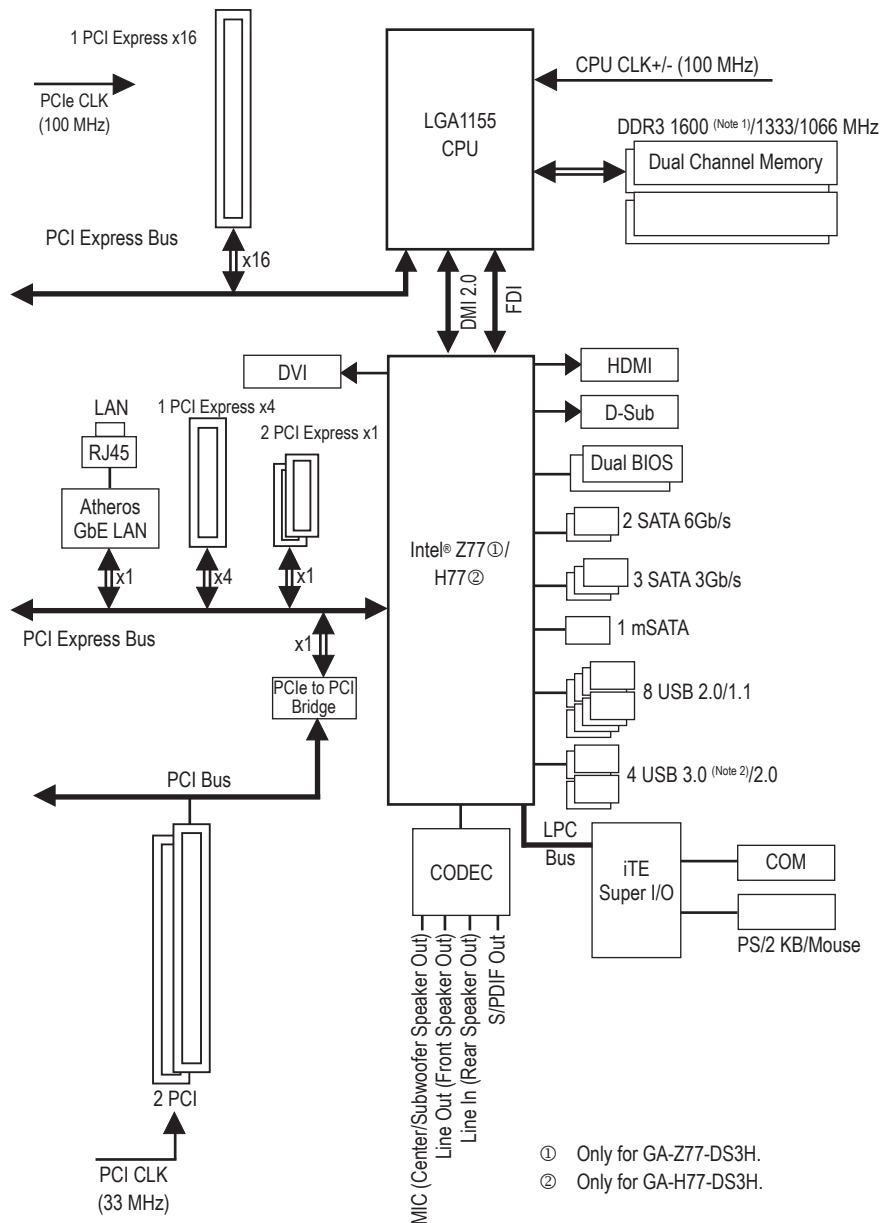 1 PCI Express x16
PCIe CLK
(100 MHz)
LGA1155
CPU
CPU CLK+/- (100 MHz)
DDR3 1600 (Note 1)/1333/1066 MHz
Dual Channel Memory
PCI Express Bus
x16
DMI 2.0
FDI
DVI
HDMI
D-Sub
Dual BIOS
2 SATA 6Gb/s
3 SATA 3Gb/s
1 mSATA
8 USB 2.0/1.1
4 USB 3.0 (Note 2)/2.0
LAN
RJ45
Atheros
GbE LAN
1 PCI Express x4
2 PCI Express x1
Intel® Z77①/
H77②
x1
x4
x1
PCI Express Bus
x1
PCIe to PCI
Bridge
PCI Bus
LPC
Bus
CODEC
iTE
Super I/O
COM
PS/2 KB/Mouse
MIC (Center/Subwoofer Speaker Out)
Line Out (Front Speaker Out)
Line In (Rear Speaker Out)
S/PDIF Out
2 PCI
PCI CLK
(33 MHz)
① Only for GA-Z77-DS3H.
② Only for GA-H77-DS3H.